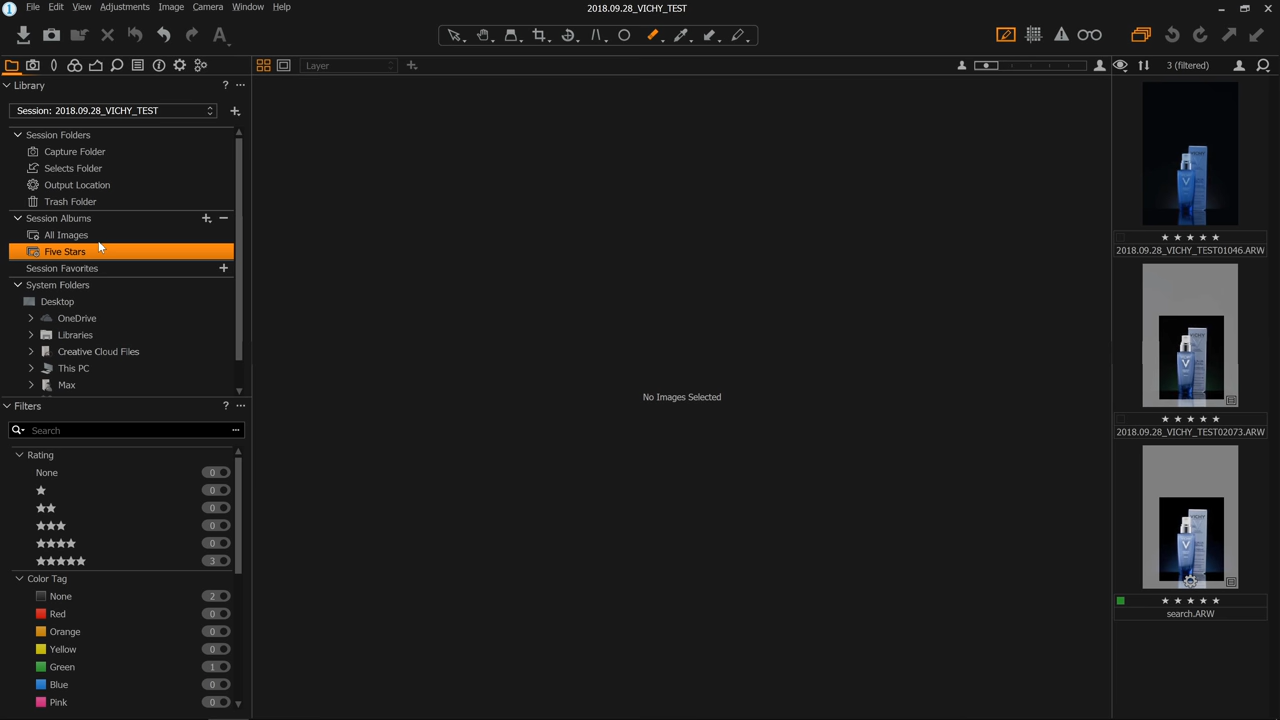 File Edit View Adjustments Image Camera Window Help
2018.09.28_VICHY_TEST
Layer
3 (filtered)
Library
Session: 2018.09.28_VICHY_TEST
Session Folders
Capture Folder
Selects Folder
Output Location
Trash Folder
Session Albums
All Images
Five Stars
Session Favorites
System Folders
Desktop
OneDrive
Libraries
Creative Cloud Files
This PC
Max
Filters
Search
Rating
None 0
0
0
0
0
3
Color Tag
None 2
Red 0
Orange 0
Yellow 0
Green 1
Blue 0
Pink 0
No Images Selected
2018.09.28_VICHY_TEST01046.ARW
2018.09.28_VICHY_TEST02073.ARW
VICHY
search.ARW